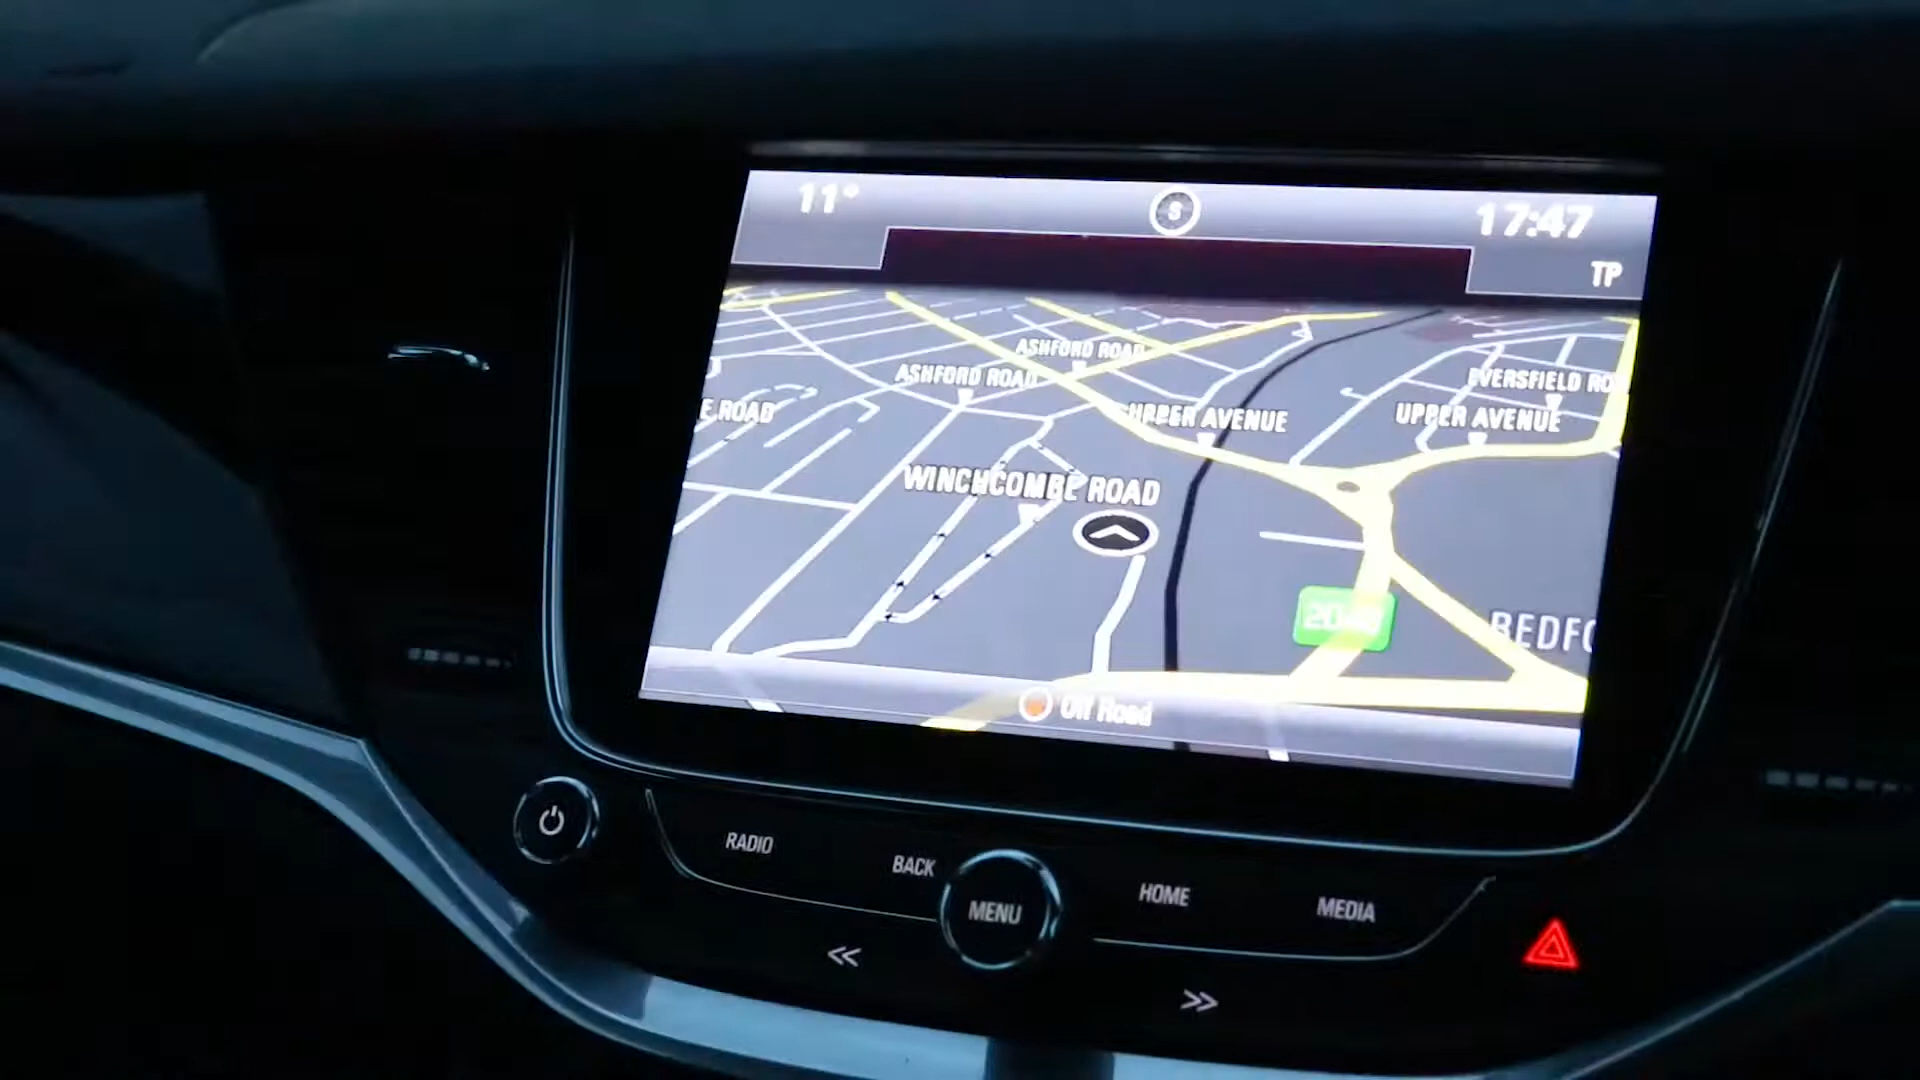 11°
S
17:47
TP
ASHFORD ROAD
ASHFORD ROAD
EVERSFIELD RO
E ROAD
UPPER AVENUE
UPPER AVENUE
WINCHCOMBE ROAD
BEDFO
Off Road
RADIO
BACK
MENU
HOME
MEDIA